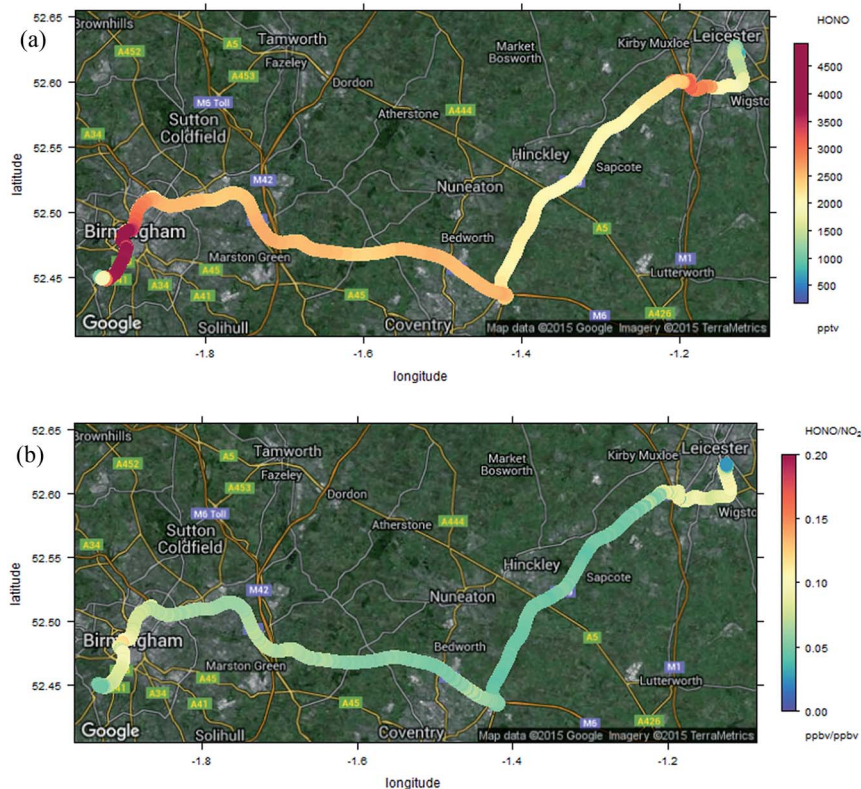 (a)
52.65
52.60
52.55
52.50
52.45
latitude
-1.8
-1.6
-1.4
-1.2
longitude
Brownhills
A452
A5
Tamworth
Fazeley
A453
M6 Toll
Dordon
Market
Bosworth
Kirby Muxloe
Leicester
Wigsto
A34
Sutton
Coldfield
Atherstone
A444
Hinckley
Sapcote
M42
Nuneaton
Birmingham
Marston Green
Bedworth
A5
M1
A45
Lutterworth
A34
A41
A45
M6
A426
Solihull
Coventry
Google
Map data ©2015 Google Imagery ©2015 TerraMetrics
HONO
4500
4000
3500
3000
2500
2000
1500
1000
500
pptv
(b)
52.65
52.60
52.55
52.50
52.45
latitude
-1.8
-1.6
-1.4
-1.2
longitude
Brownhills
A452
A5
Tamworth
Fazeley
A453
M6 Toll
Dordon
Market
Bosworth
Kirby Muxloe
Leicester
Wigsto
A34
Sutton
Coldfield
Atherstone
A444
Hinckley
Sapcote
M42
Nuneaton
Birmingham
Marston Green
Bedworth
A5
M1
A45
Lutterworth
A34
A41
A45
M6
A426
Solihull
Coventry
Google
Map data ©2015 Google Imagery ©2015 TerraMetrics
HONO/NO₂
0.20
0.15
0.10
0.05
0.00
ppbv/ppbv